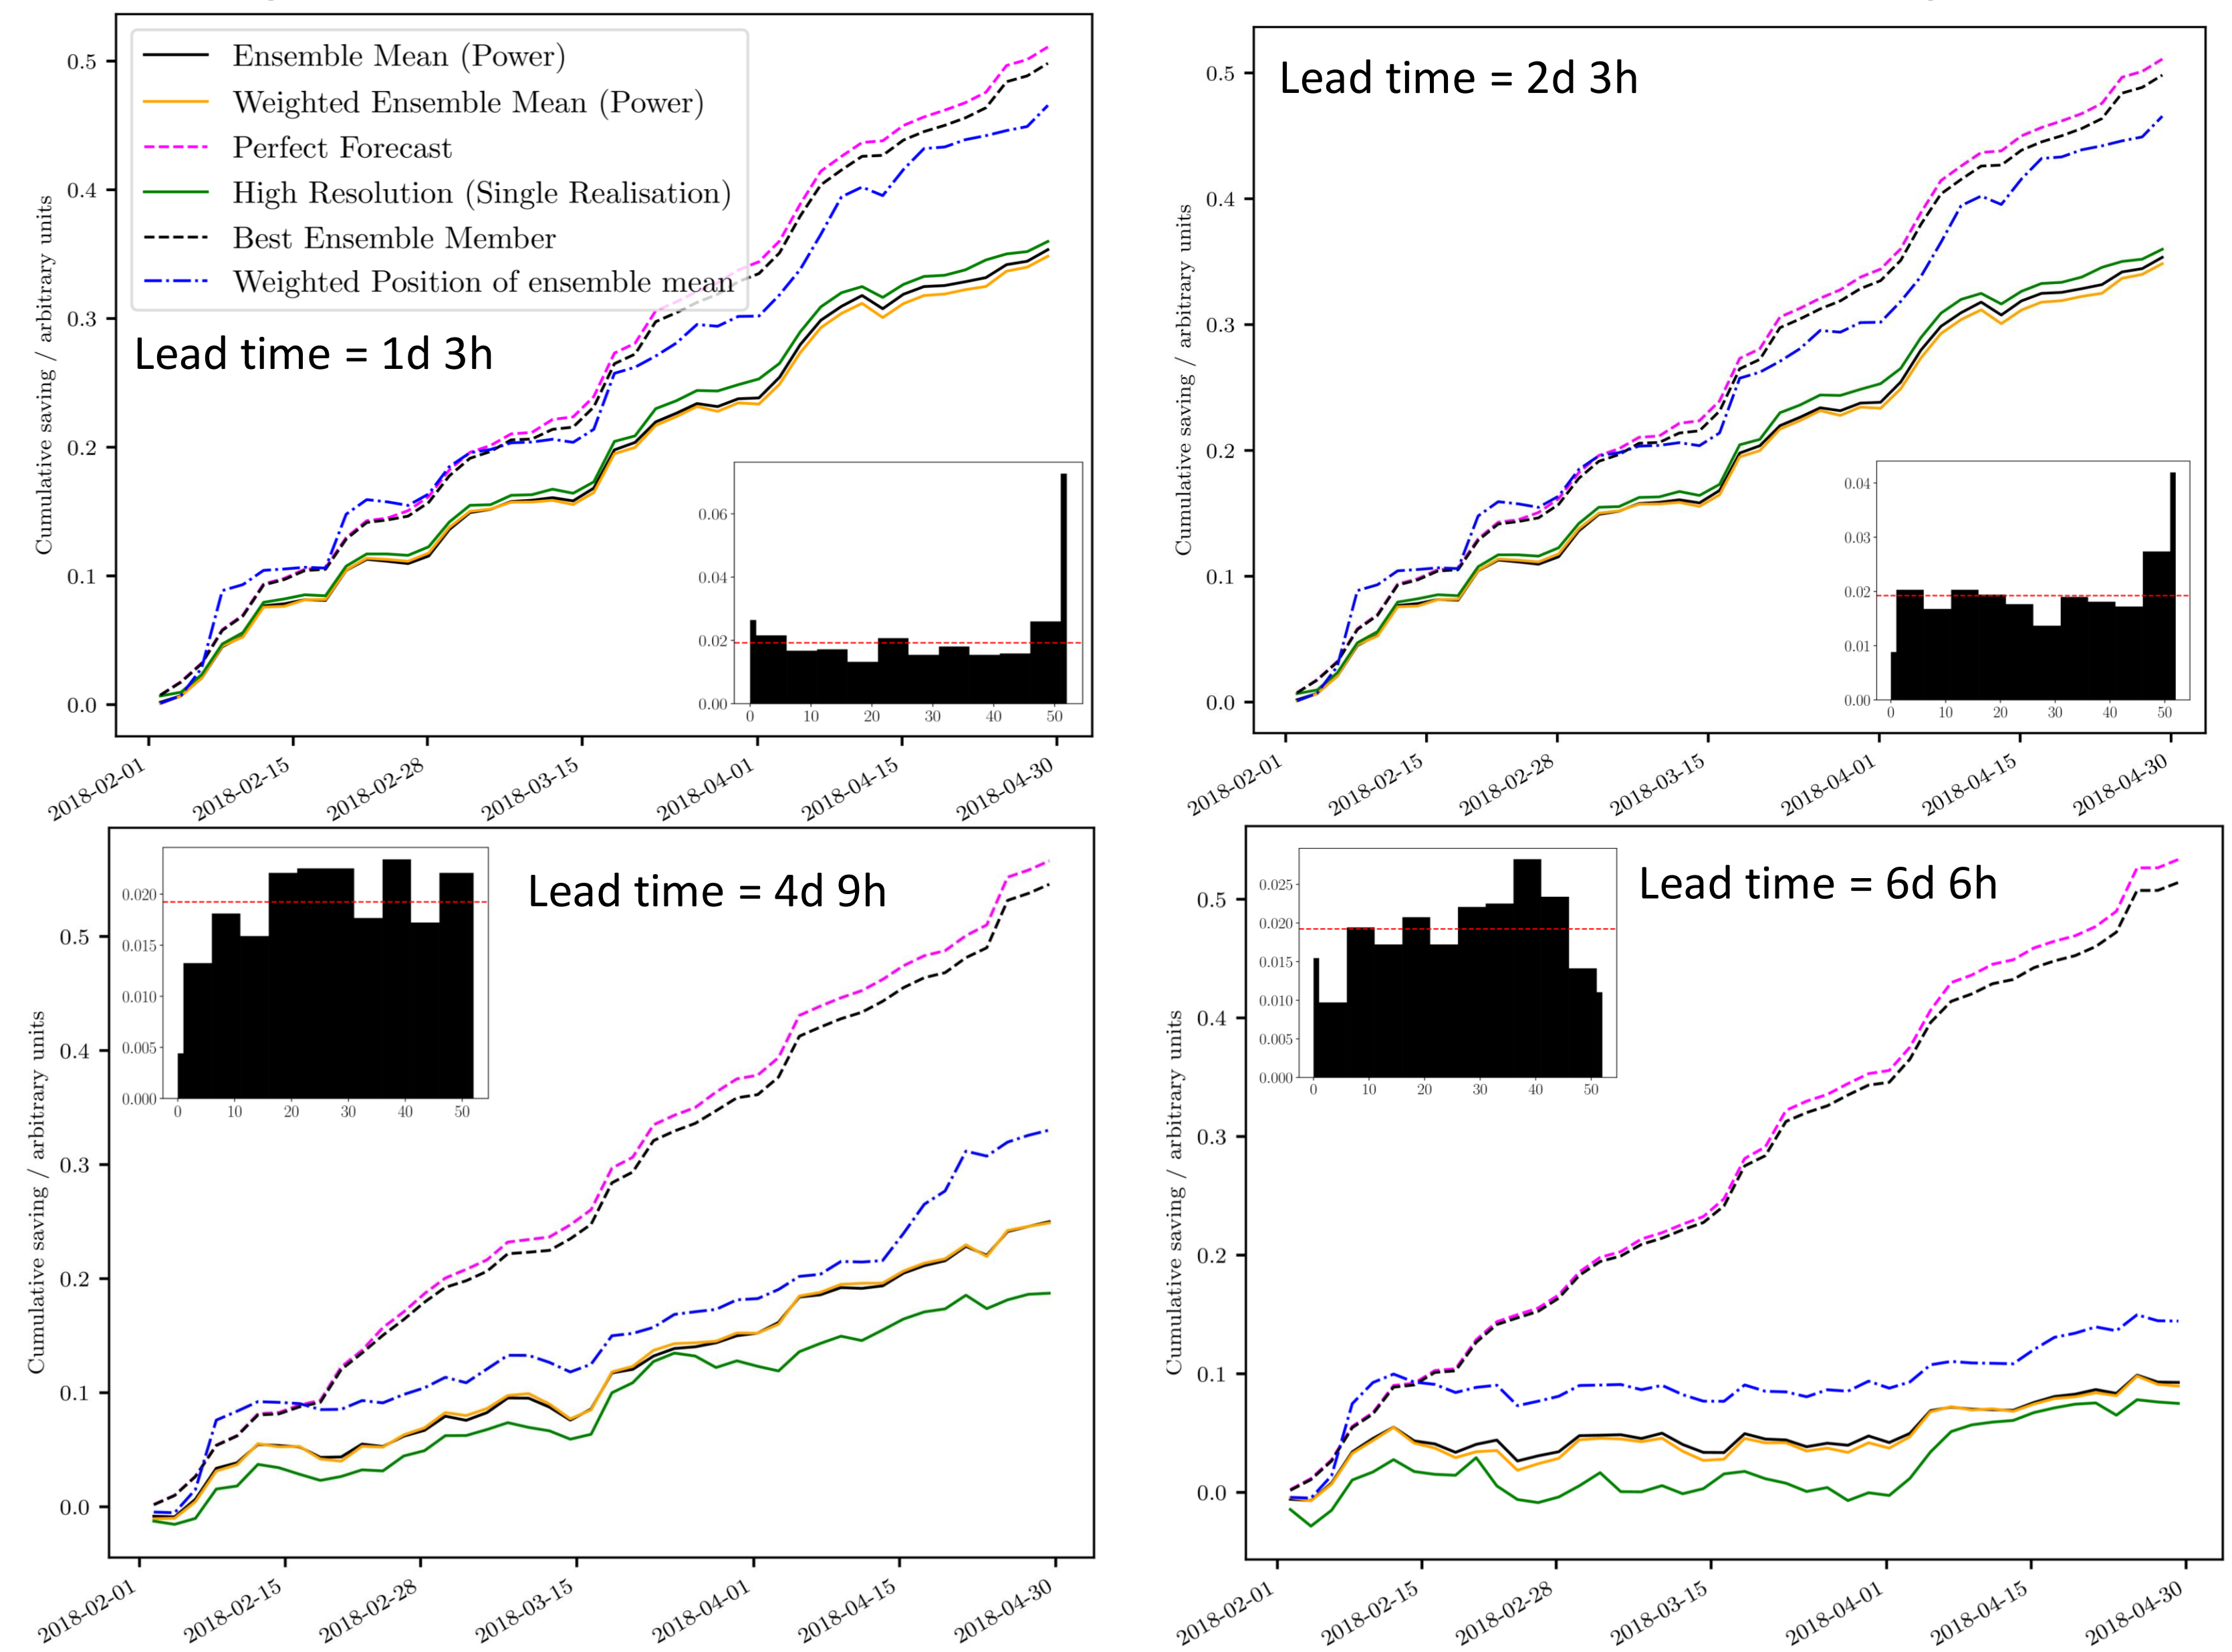 0.5
0.4
0.3
0.2
0.1
0.0
Cumulative saving / arbitrary units
Ensemble Mean (Power)
Weighted Ensemble Mean (Power)
Perfect Forecast
High Resolution (Single Realisation)
Best Ensemble Member
Weighted Position of ensemble mean
Lead time = 1d 3h
0.06
0.04
0.02
0.00
0 10 20 30 40 50
2018-02-01 2018-02-15 2018-02-28 2018-03-15 2018-04-01 2018-04-15 2018-04-30
0.5
0.4
0.3
0.2
0.1
0.0
Cumulative saving / arbitrary units
Lead time = 2d 3h
0.04
0.03
0.02
0.01
0.00
0 10 20 30 40 50
2018-02-01 2018-02-15 2018-02-28 2018-03-15 2018-04-01 2018-04-15 2018-04-30
0.5
0.4
0.3
0.2
0.1
0.0
Cumulative saving / arbitrary units
Lead time = 4d 9h
0.020
0.015
0.010
0.005
0.000
0 10 20 30 40 50
2018-02-01 2018-02-15 2018-02-28 2018-03-15 2018-04-01 2018-04-15 2018-04-30
0.5
0.4
0.3
0.2
0.1
0.0
Cumulative saving / arbitrary units
Lead time = 6d 6h
0.025
0.020
0.015
0.010
0.005
0.000
0 10 20 30 40 50
2018-02-01 2018-02-15 2018-02-28 2018-03-15 2018-04-01 2018-04-15 2018-04-30